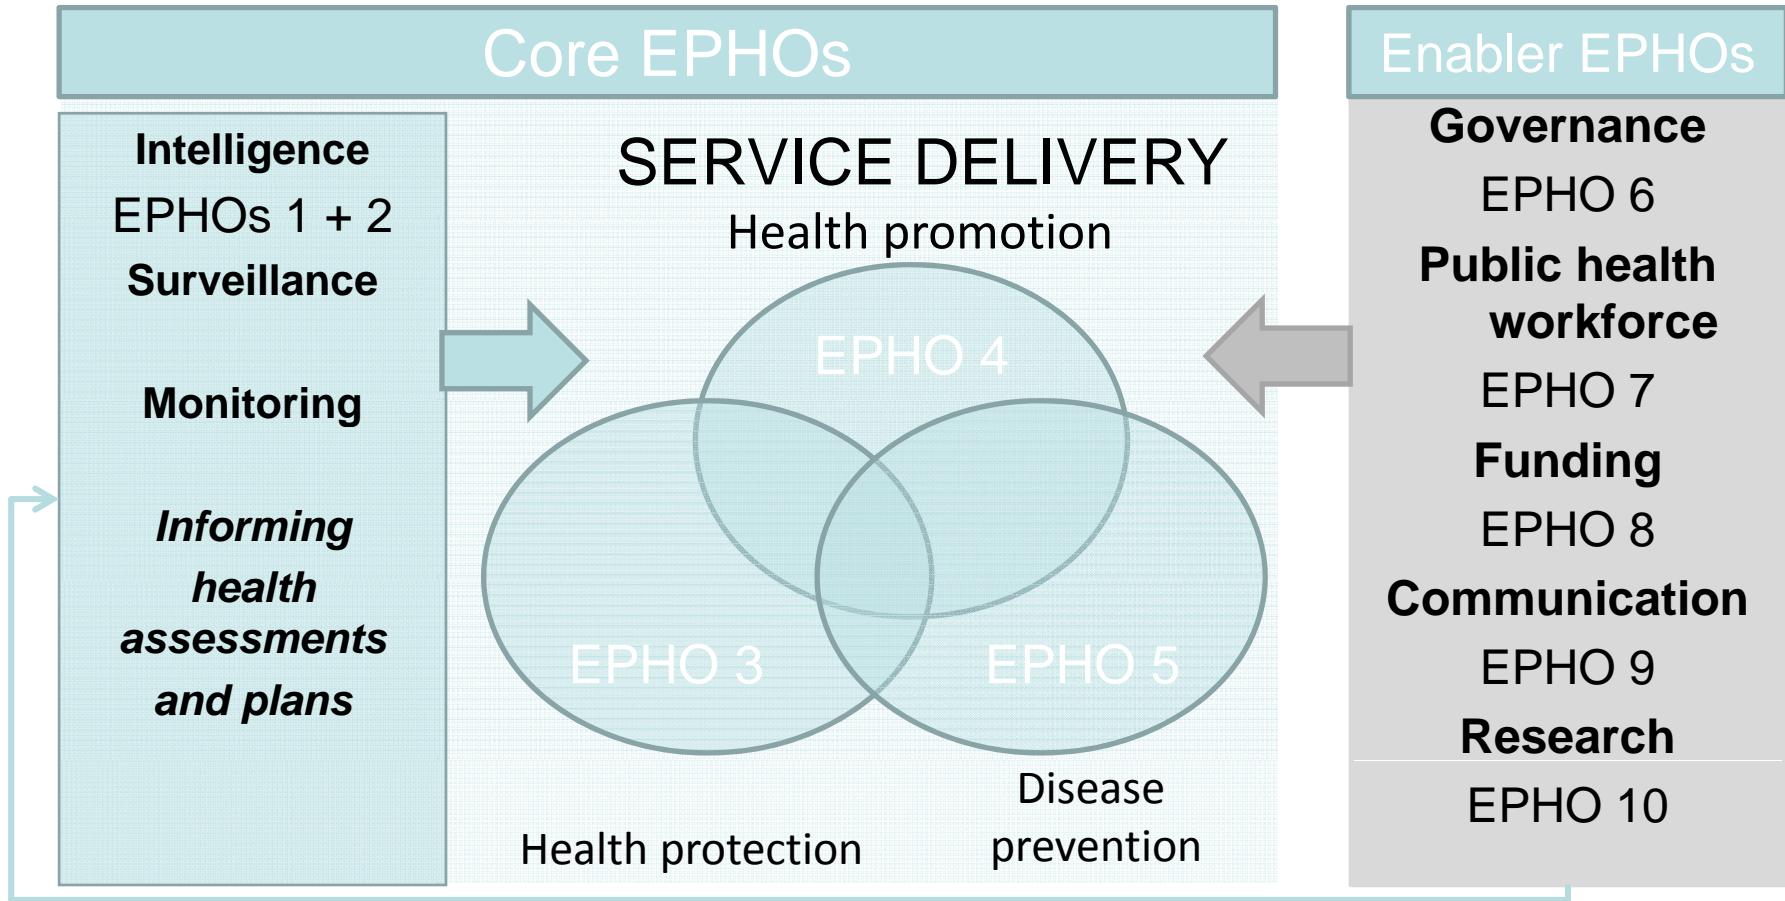 Core EPHOs
Intelligence
EPHOs 1 + 2
Surveillance
Monitoring
Informing
health
assessments
and plans
SERVICE DELIVERY
Health promotion
EPHO 4
EPHO 3
EPHO 5
Health protection
Disease
prevention
Enabler EPHOs
Governance
EPHO 6
Public health
workforce
EPHO 7
Funding
EPHO 8
Communication
EPHO 9
Research
EPHO 10